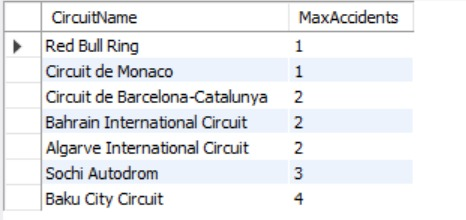 CircuitName MaxAccidents
Red Bull Ring 1
Circuit de Monaco 1
Circuit de Barcelona-Catalunya 2
Bahrain International Circuit 2
Algarve International Circuit 2
Sochi Autodrom 3
Baku City Circuit 4